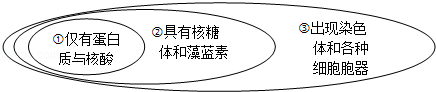 ①仅有蛋白
质与核酸
②具有核糖
体和藻蓝素
③出现染色
体和各种
细胞胞器